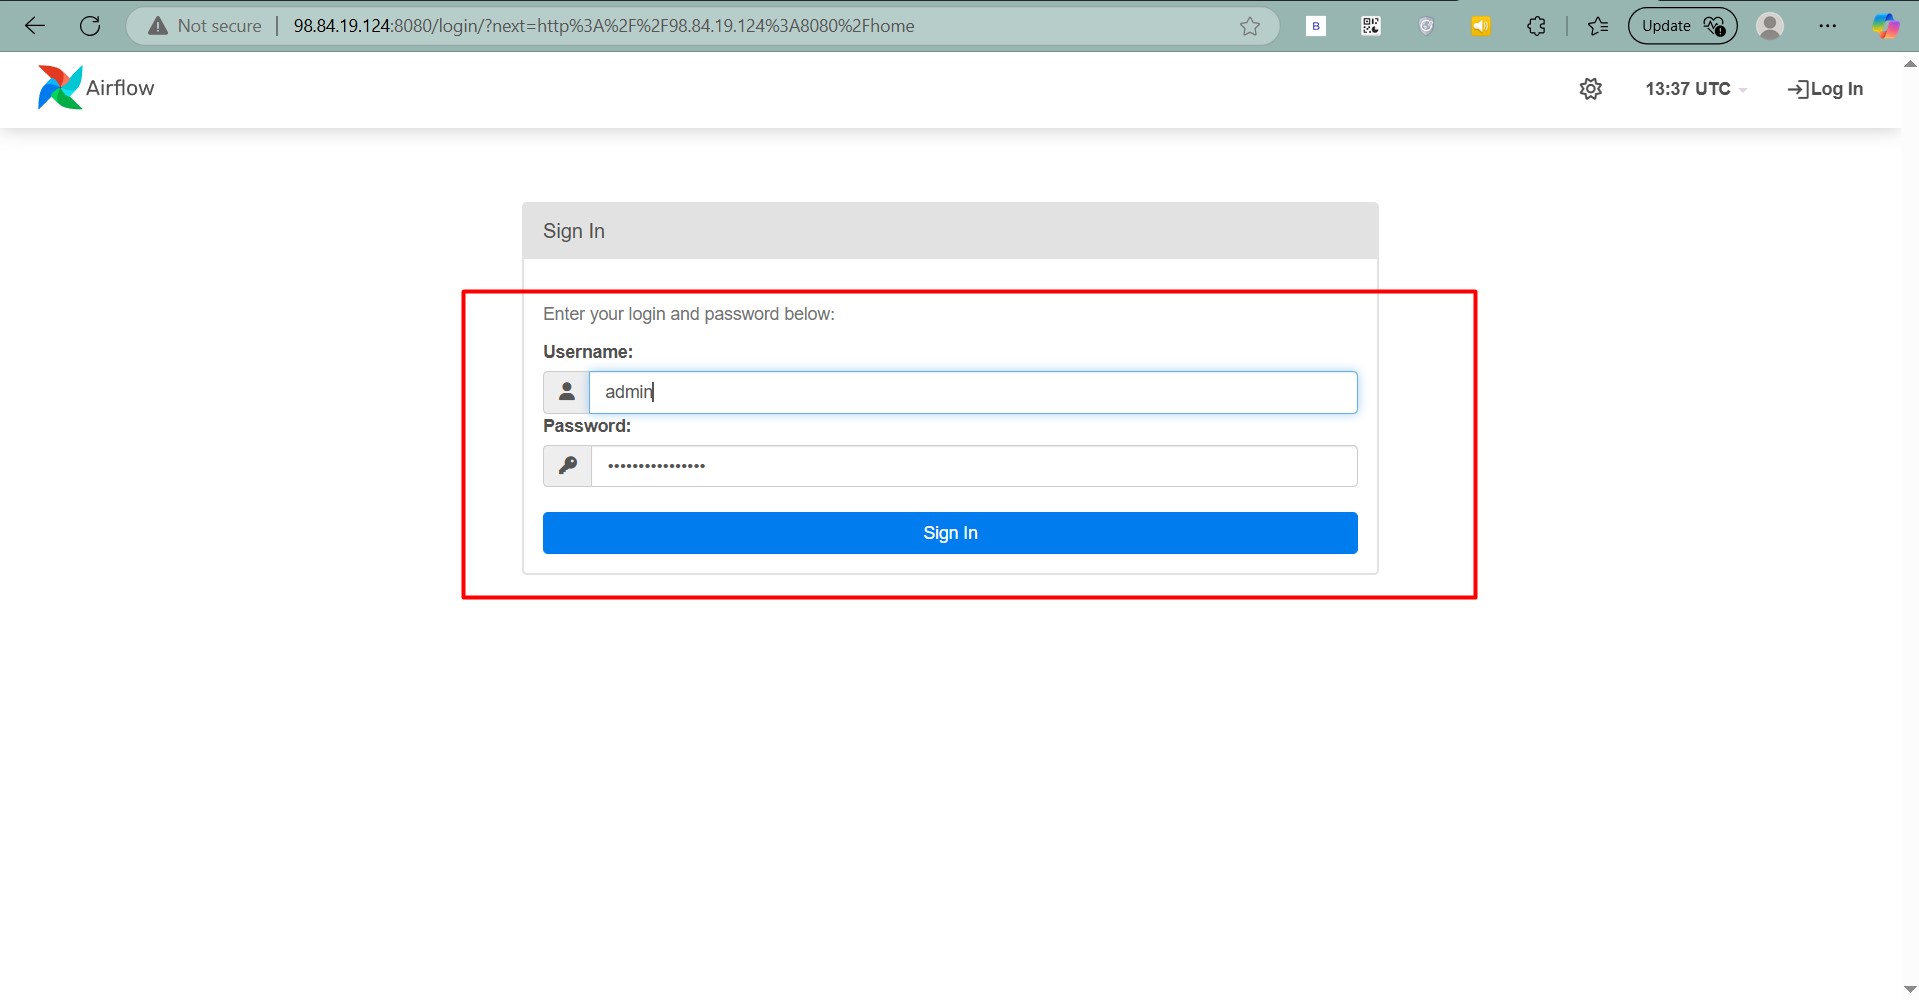 Not secure
98.84.19.124:8080/login/?next=http%3A%2F%2F98.84.19.124%3A8080%2Fhome
B
Update
Airflow
13:37 UTC
Log In
Sign In
Enter your login and password below:
Username:
admin
Password:
••••••••••••••••
Sign In